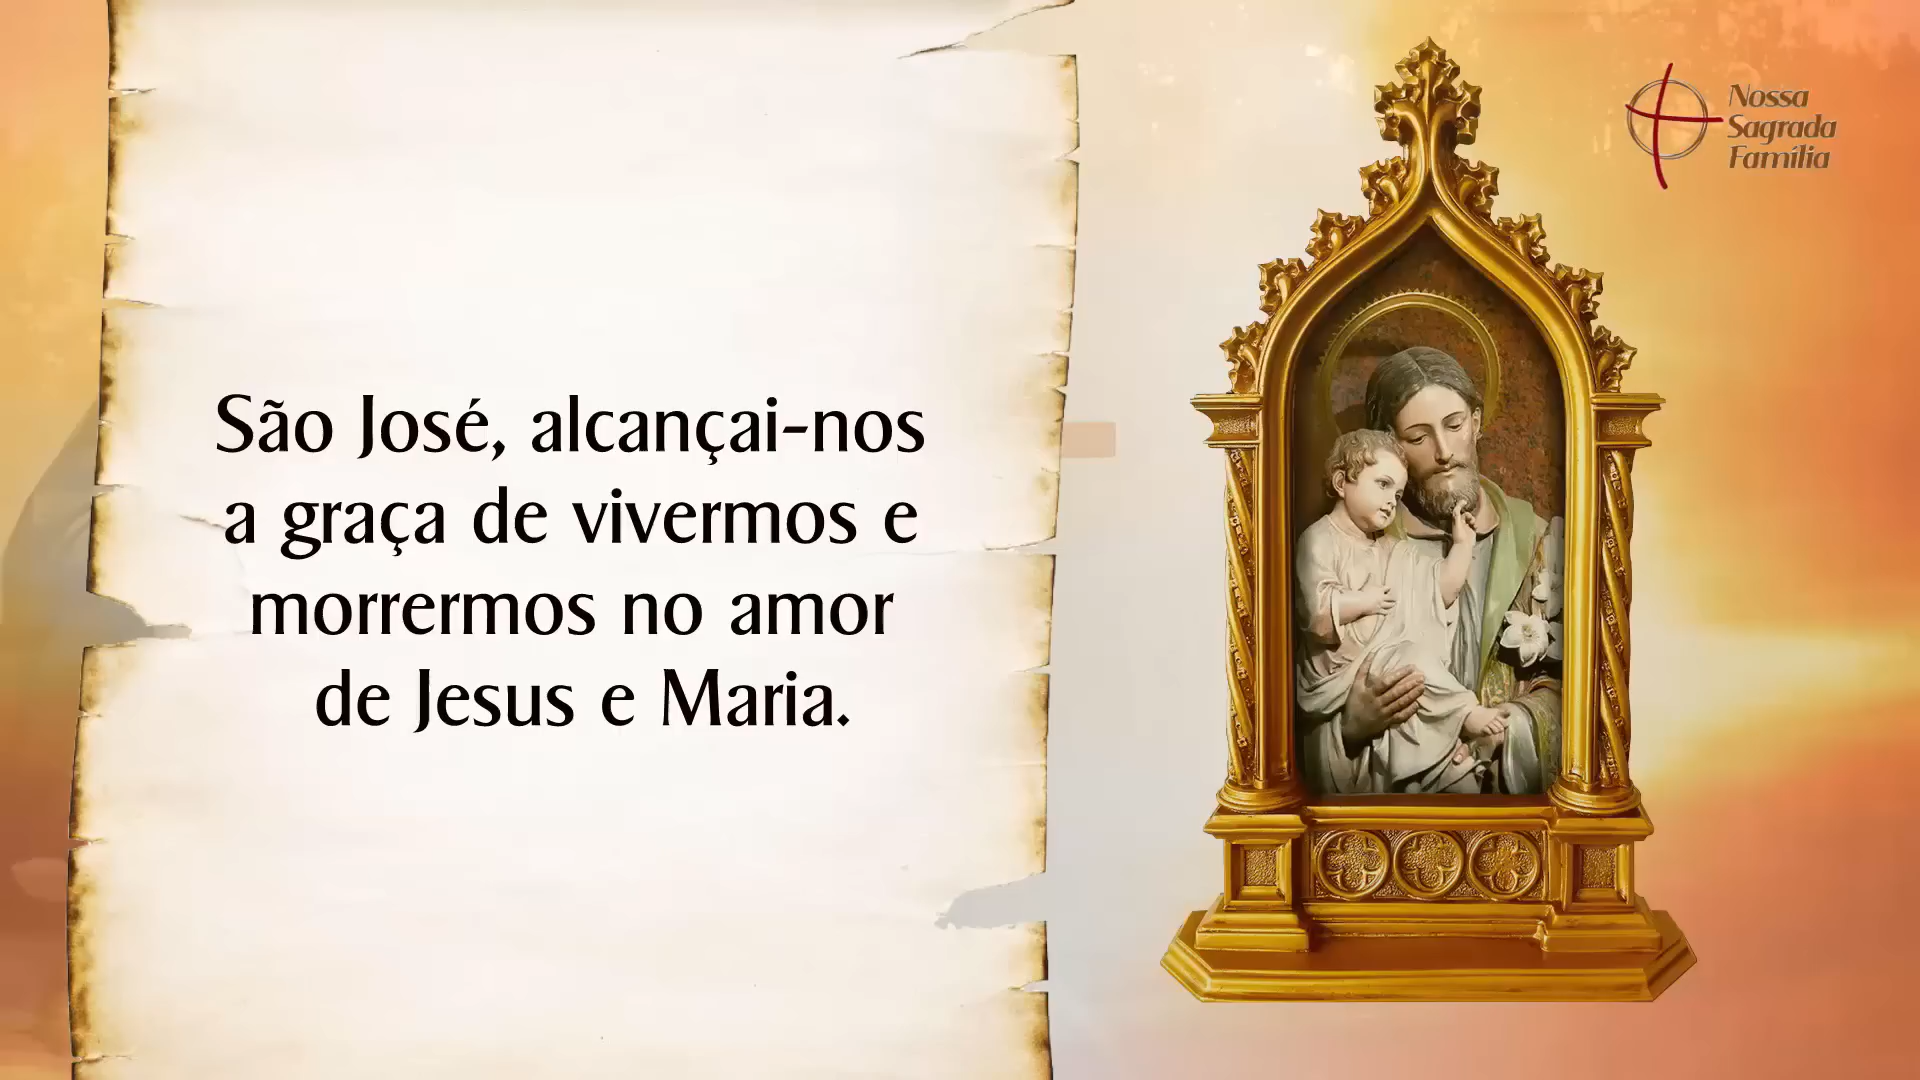 São José, alcançai-nos
a graça de vivermos e
morrermos no amor
de Jesus e Maria.
Nossa
Sagrada
Família